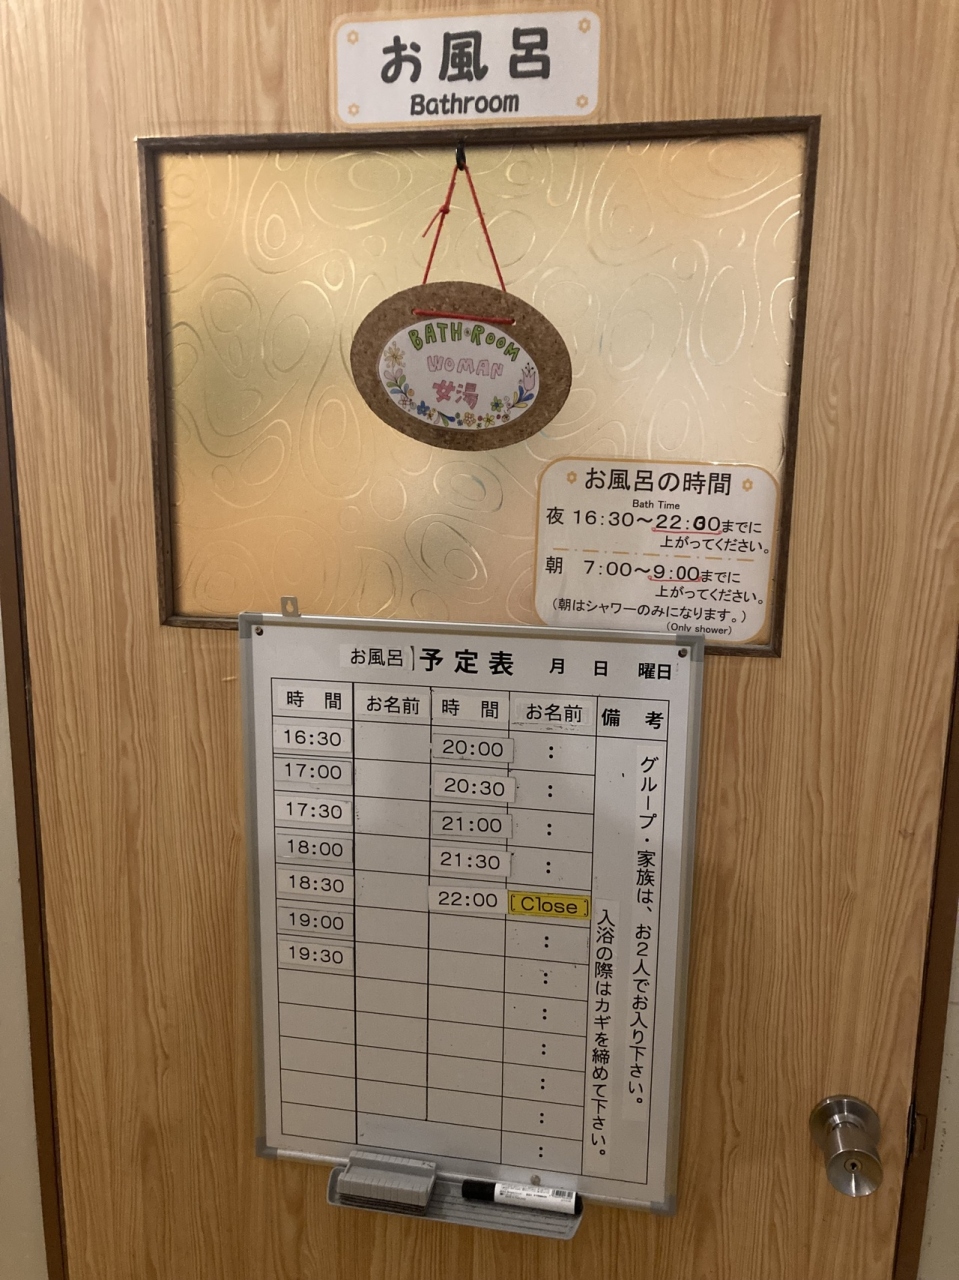 お風呂
Bathroom
BATH・ROOM
WOMAN
女湯
お風呂の時間
Bath Time
夜 16:30～22:00までに
上がってください。
朝 7:00～9:00までに
上がってください。
(朝はシャワーのみになります。)
(Only shower)
お風呂 予定表 月 日 曜日
時間 お名前 時間 お名前 備考
16:30 20:00 :
17:00 20:30 :
17:30 21:00 :
18:00 21:30 :
18:30 22:00 [Close]
19:00 :
19:30 :
:
:
:
:
:
グループ・家族は、お2人でお入り下さい。
入浴の際はカギを締めて下さい。